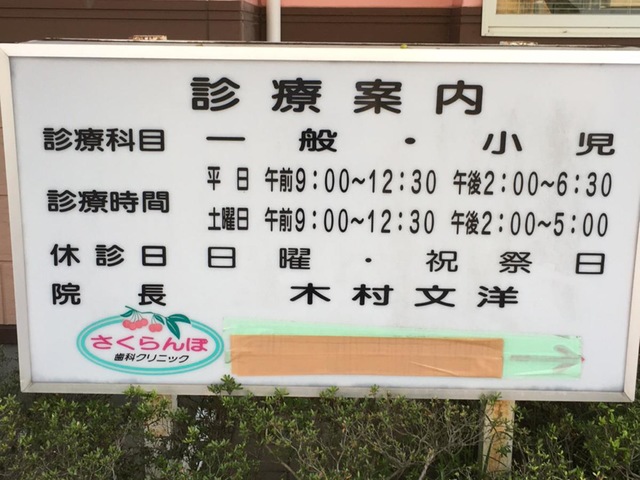 診療案内
診療科目 一般・小児
診療時間 平日 午前9:00〜12:30 午後2:00〜6:30
土曜日 午前9:00〜12:30 午後2:00〜5:00
休診日 日曜・祝祭日
院長 木村文洋
さくらんぼ
歯科クリニック